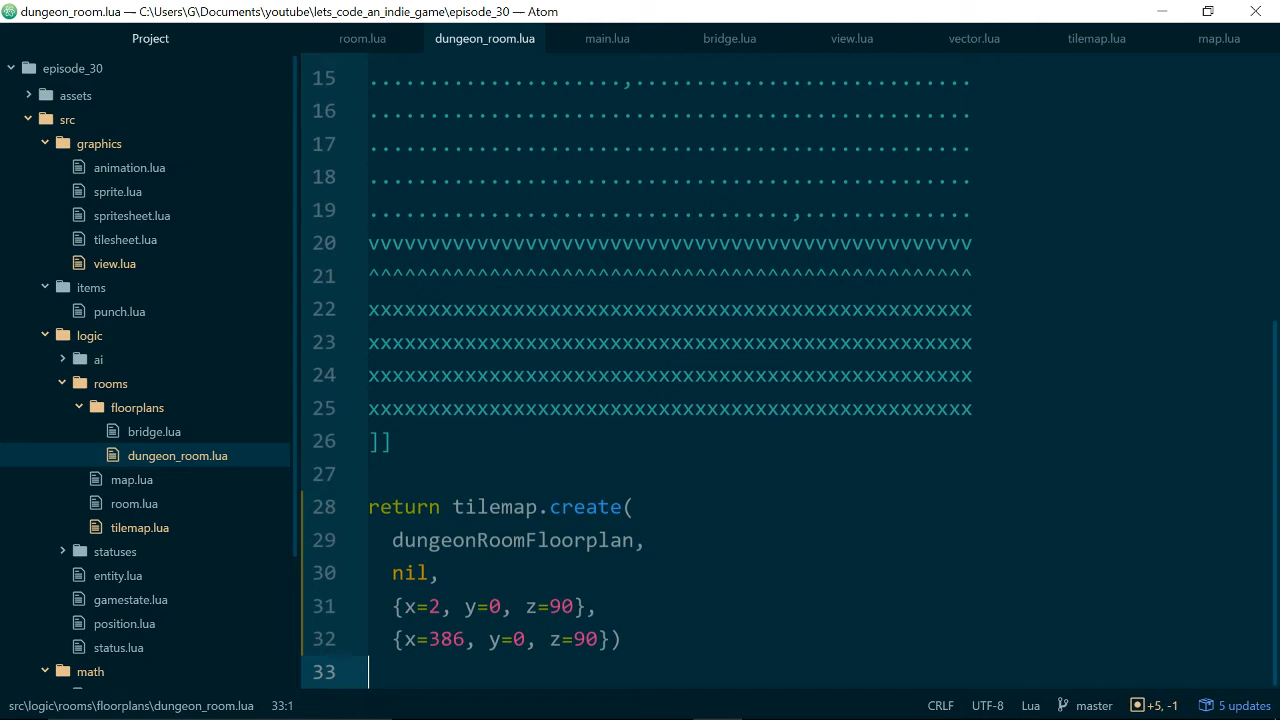 dungeon_room.lua — C:\Users\G\Documents\youtube\lets_code_an_indie_game\episode_30 — Atom
Project
room.lua dungeon_room.lua main.lua bridge.lua view.lua vector.lua tilemap.lua map.lua
episode_30
assets
src
graphics
animation.lua
sprite.lua
spritesheet.lua
tilesheet.lua
view.lua
items
punch.lua
logic
ai
rooms
floorplans
bridge.lua
dungeon_room.lua
map.lua
room.lua
tilemap.lua
statuses
entity.lua
gamestate.lua
position.lua
status.lua
math
15 .....................,............................
16 ..................................................
17 ..................................................
18 ..................................................
19 ...................................,..............
20 vvvvvvvvvvvvvvvvvvvvvvvvvvvvvvvvvvvvvvvvvvvvvvvvvv
21 ^^^^^^^^^^^^^^^^^^^^^^^^^^^^^^^^^^^^^^^^^^^^^^^^^^
22 xxxxxxxxxxxxxxxxxxxxxxxxxxxxxxxxxxxxxxxxxxxxxxxxxx
23 xxxxxxxxxxxxxxxxxxxxxxxxxxxxxxxxxxxxxxxxxxxxxxxxxx
24 xxxxxxxxxxxxxxxxxxxxxxxxxxxxxxxxxxxxxxxxxxxxxxxxxx
25 xxxxxxxxxxxxxxxxxxxxxxxxxxxxxxxxxxxxxxxxxxxxxxxxxx
26 ]]
27
28 return tilemap.create(
29 dungeonRoomFloorplan,
30 nil,
31 {x=2, y=0, z=90},
32 {x=386, y=0, z=90})
33
src\logic\rooms\floorplans\dungeon_room.lua 33:1 CRLF UTF-8 Lua master +5, -1 5 updates